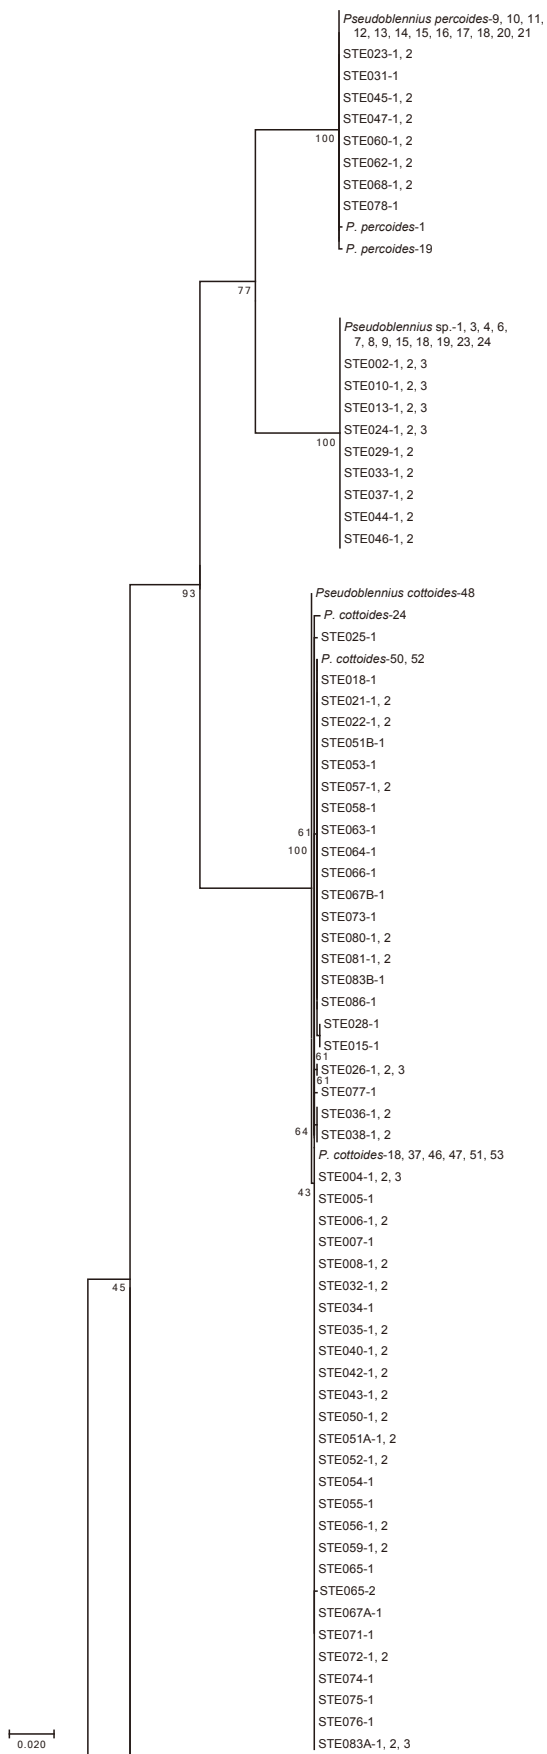 Pseudoblennius percoides-9, 10, 11,
12, 13, 14, 15, 16, 17, 18, 20, 21
STE023-1, 2
STE031-1
STE045-1, 2
STE047-1, 2
STE060-1, 2
100
STE062-1, 2
STE068-1, 2
STE078-1
P. percoides-1
P. percoides-19
77
Pseudoblennius sp.-1, 3, 4, 6,
7, 8, 9, 15, 18, 19, 23, 24
STE002-1, 2, 3
STE010-1, 2, 3
STE013-1, 2, 3
STE024-1, 2, 3
100
STE029-1, 2
STE033-1, 2
STE037-1, 2
STE044-1, 2
STE046-1, 2
93
Pseudoblennius cottoides-48
P. cottoides-24
STE025-1
P. cottoides-50, 52
STE018-1
STE021-1, 2
STE022-1, 2
STE051B-1
STE053-1
STE057-1, 2
STE058-1
61
STE063-1
100
STE064-1
STE066-1
STE067B-1
STE073-1
STE080-1, 2
STE081-1, 2
STE083B-1
STE086-1
STE028-1
STE015-1
61
STE026-1, 2, 3
61
STE077-1
STE036-1, 2
64
STE038-1, 2
P. cottoides-18, 37, 46, 47, 51, 53
STE004-1, 2, 3
43
STE005-1
STE006-1, 2
STE007-1
STE008-1, 2
45
STE032-1, 2
STE034-1
STE035-1, 2
STE040-1, 2
STE042-1, 2
STE043-1, 2
STE050-1, 2
STE051A-1, 2
STE052-1, 2
STE054-1
STE055-1
STE056-1, 2
STE059-1, 2
STE065-1
STE065-2
STE067A-1
STE071-1
STE072-1, 2
STE074-1
STE075-1
STE076-1
STE083A-1, 2, 3
0.020